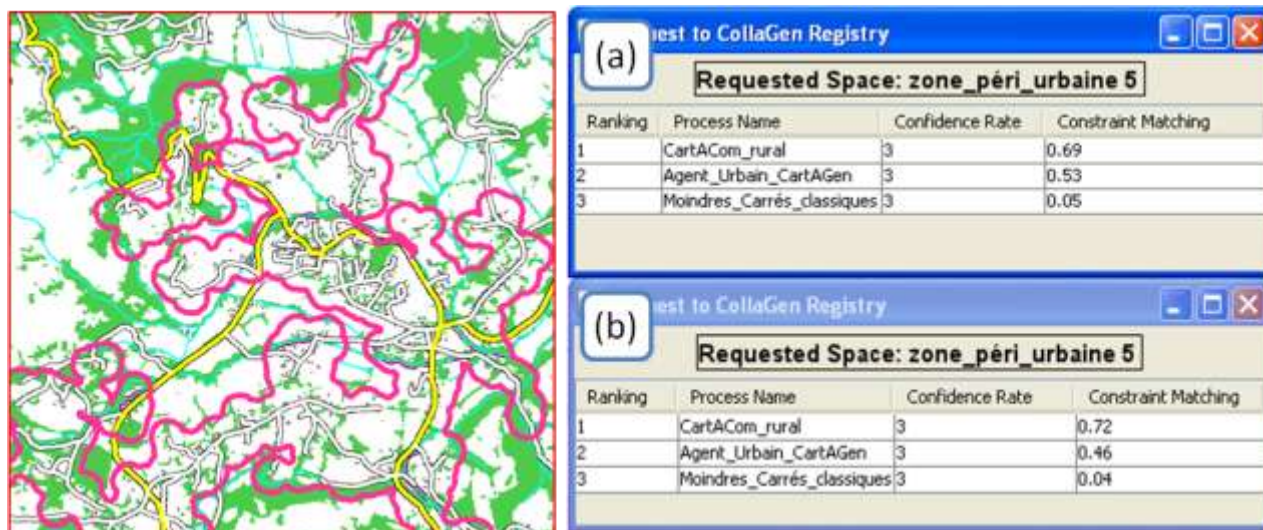 (a)
uest to CollaGen Registry
Requested Space: zone_péri_urbaine 5
Ranking Process Name Confidence Rate Constraint Matching
1 CartACom_rural 3 0.69
2 Agent_Urbain_CartAGen 3 0.53
3 Moindres_Carrés_classiques 3 0.05
(b)
uest to CollaGen Registry
Requested Space: zone_péri_urbaine 5
Ranking Process Name Confidence Rate Constraint Matching
1 CartACom_rural 3 0.72
2 Agent_Urbain_CartAGen 3 0.46
3 Moindres_Carrés_classiques 3 0.04